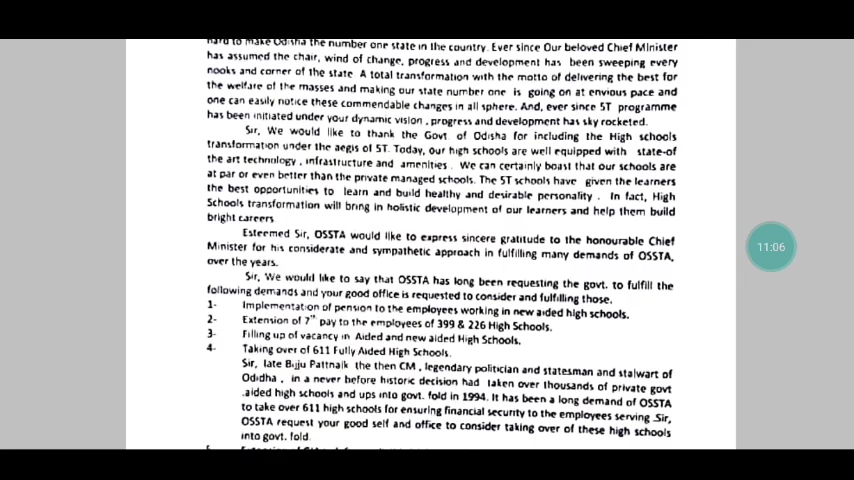 hard to make Odisha the number one state in the country. Ever since Our beloved Chief Minister
has assumed the chair, wind of change, progress and development has been sweeping every
nooks and corner of the state A total transformation with the motto of delivering the best for
the welfare of the masses and making our state number one is going on at envious pace and
one can easily notice these commendable changes in all sphere. And, ever since 5T programme
has been initiated under your dynamic vision , progress and development has sky rocketed.
Sir, We would like to thank the Govt of Odisha for including the High schools
transformation under the aegis of 5T. Today, our high schools are well equipped with state-of
the art technology , infrastructure and amenities . We can certainly boast that our schools are
at par or even better than the private managed schools. The 5T schools have given the learners
the best opportunities to learn and build healthy and desirable personality . In fact, High
Schools transformation will bring in holistic development of our learners and help them build
bright careers
Esteemed Sir, OSSTA would like to express sincere gratitude to the honourable Chief
Minister for his considerate and sympathetic approach in fulfilling many demands of OSSTA,
over the years.
Sir, We would like to say that OSSTA has long been requesting the govt. to fulfill the
following demands and your good office is requested to consider and fulfilling those.
1- Implementation of pension to the employees working in new aided high schools.
2- Extension of 7th pay to the employees of 399 & 226 High Schools.
3- Filling up of vacancy in Aided and new aided High Schools.
4- Taking over of 611 Fully Aided High Schools.
Sir, late Bijju Pattnaik the then CM , legendary politician and statesman and stalwart of
Odidha , in a never before historic decision had taken over thousands of private govt
.aided high schools and ups into govt. fold in 1994. It has been a long demand of OSSTA
to take over 611 high schools for ensuring financial security to the employees serving .Sir,
OSSTA request your good self and office to consider taking over of these high schools
into govt. fold.
11:06